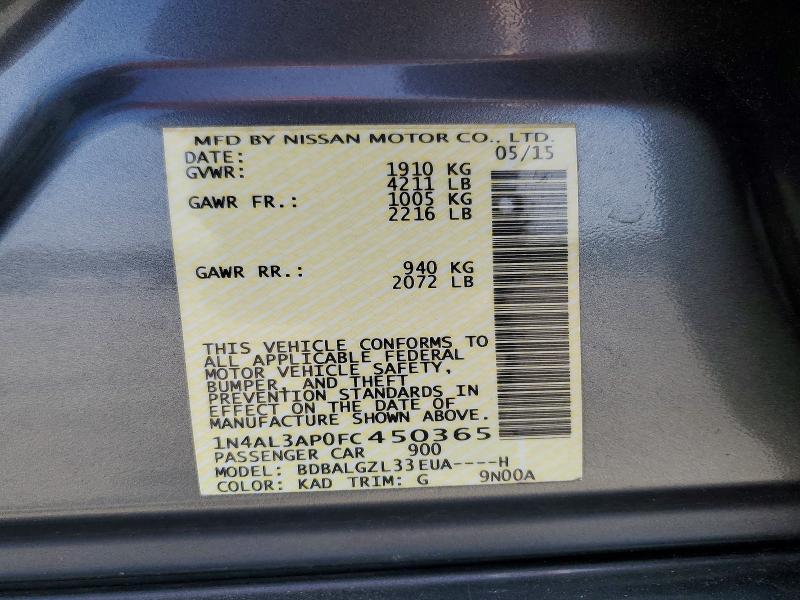 MFD BY NISSAN MOTOR CO., LTD.
DATE: 05/15
GVWR: 1910 KG
4211 LB
GAWR FR.: 1005 KG
2216 LB
GAWR RR.: 940 KG
2072 LB
THIS VEHICLE CONFORMS TO
ALL APPLICABLE FEDERAL
MOTOR VEHICLE SAFETY,
BUMPER, AND THEFT
PREVENTION STANDARDS IN
EFFECT ON THE DATE OF
MANUFACTURE SHOWN ABOVE.
1N4AL3AP0FC450365
PASSENGER CAR 900
MODEL: BDBALGZL33EUA----H
COLOR: KAD TRIM: G 9N00A